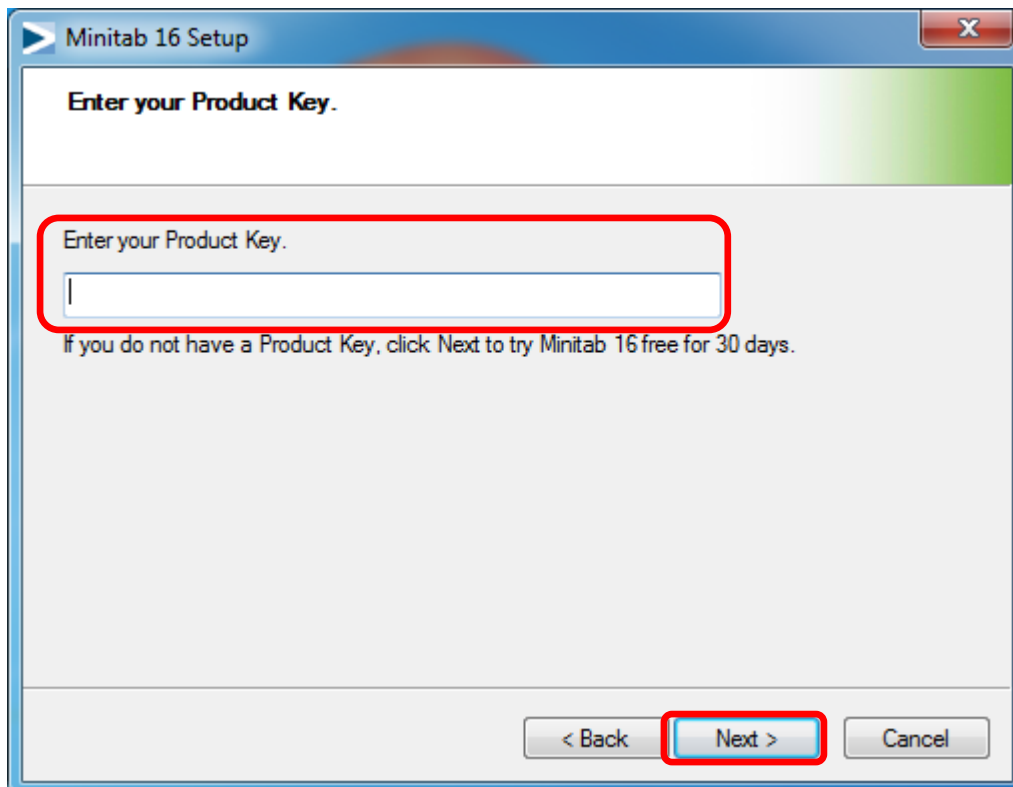 Minitab 16 Setup
x
Enter your Product Key.
Enter your Product Key.
If you do not have a Product Key, click Next to try Minitab 16 free for 30 days.
< Back Next > Cancel